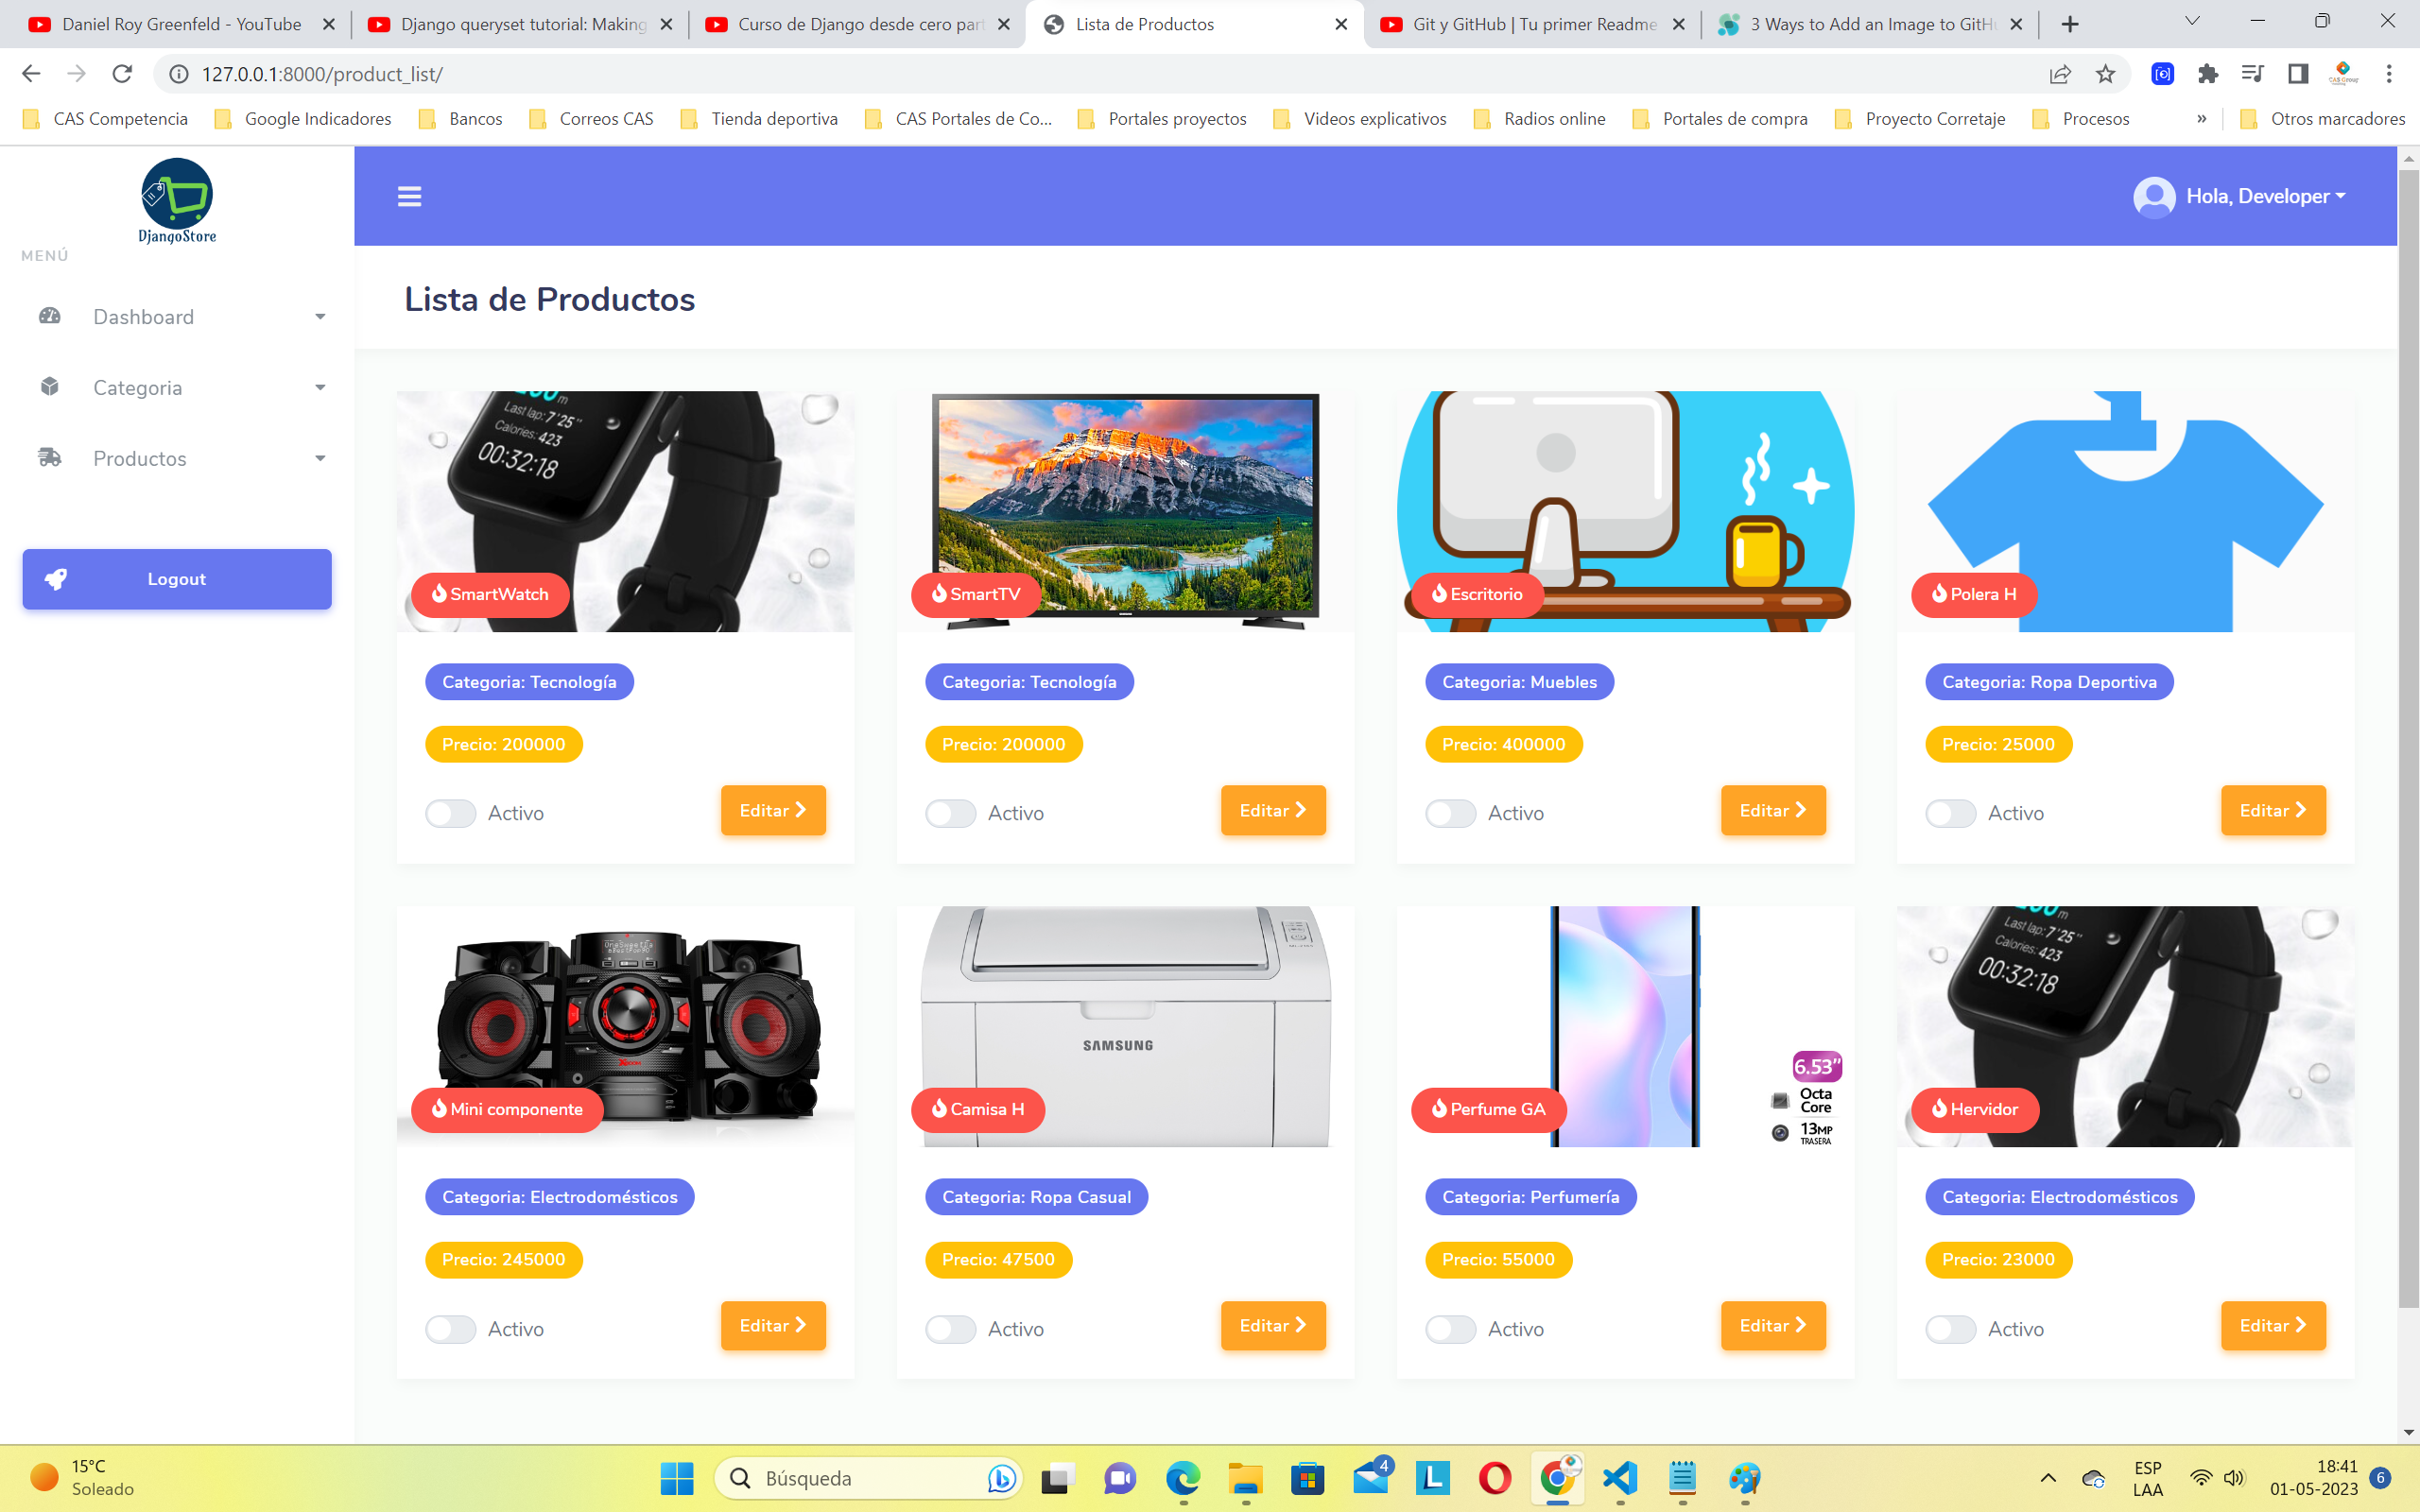 Daniel Roy Greenfeld - YouTube
Django queryset tutorial: Making
Curso de Django desde cero part
Lista de Productos
Git y GitHub | Tu primer Readme
3 Ways to Add an Image to GitHu
127.0.0.1:8000/product_list/
CAS Competencia
Google Indicadores
Bancos
Correos CAS
Tienda deportiva
CAS Portales de Co...
Portales proyectos
Videos explicativos
Radios online
Portales de compra
Proyecto Corretaje
Procesos
»
Otros marcadores
DjangoStore
Hola, Developer
MENÚ
Dashboard
Categoria
Productos
Logout
Lista de Productos
Last lap: 7'25"
Calories: 423
00:32:18
SmartWatch
SmartTV
Escritorio
Polera H
Categoria: Tecnología
Categoria: Tecnología
Categoria: Muebles
Categoria: Ropa Deportiva
Precio: 200000
Precio: 200000
Precio: 400000
Precio: 25000
Activo
Editar
Activo
Editar
Activo
Editar
Activo
Editar
SAMSUNG
6.53"
Octa
Core
13MP
TRASERA
Last lap: 7'25"
Calories: 423
00:32:18
Mini componente
Camisa H
Perfume GA
Hervidor
Categoria: Electrodomésticos
Categoria: Ropa Casual
Categoria: Perfumería
Categoria: Electrodomésticos
Precio: 245000
Precio: 47500
Precio: 55000
Precio: 23000
Activo
Editar
Activo
Editar
Activo
Editar
Activo
Editar
15°C
Soleado
Búsqueda
4
L
ESP
LAA
18:41
01-05-2023
6